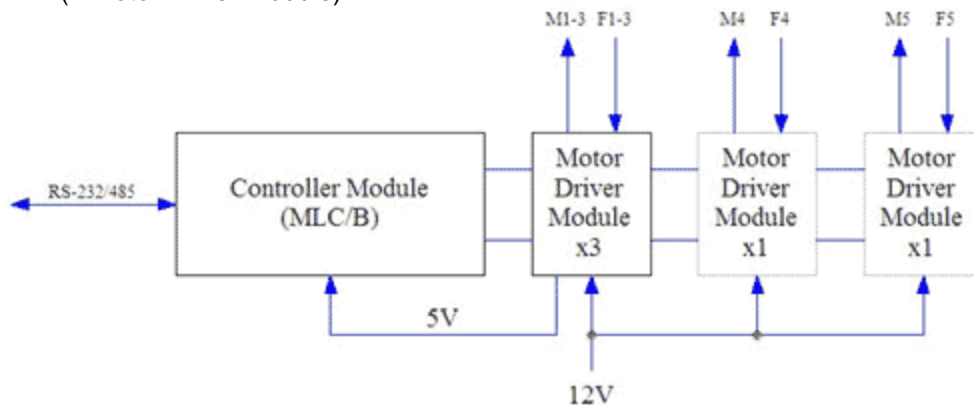 M1-3 F1-3 M4 F4 M5 F5
RS-232/485
Controller Module
(MLC/B)
Motor
Driver
Module
x3
Motor
Driver
Module
x1
Motor
Driver
Module
x1
5V
12V